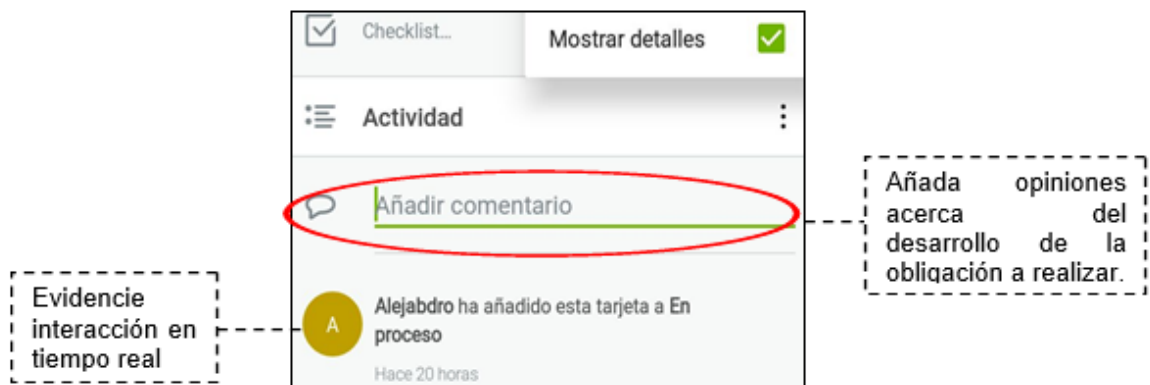 Checklist...
Mostrar detalles
Actividad
Añadir comentario
Añada opiniones
acerca del
desarrollo de la
obligación a realizar.
Evidencie
interacción en
tiempo real
A
Alejabdro ha añadido esta tarjeta a En
proceso
Hace 20 horas